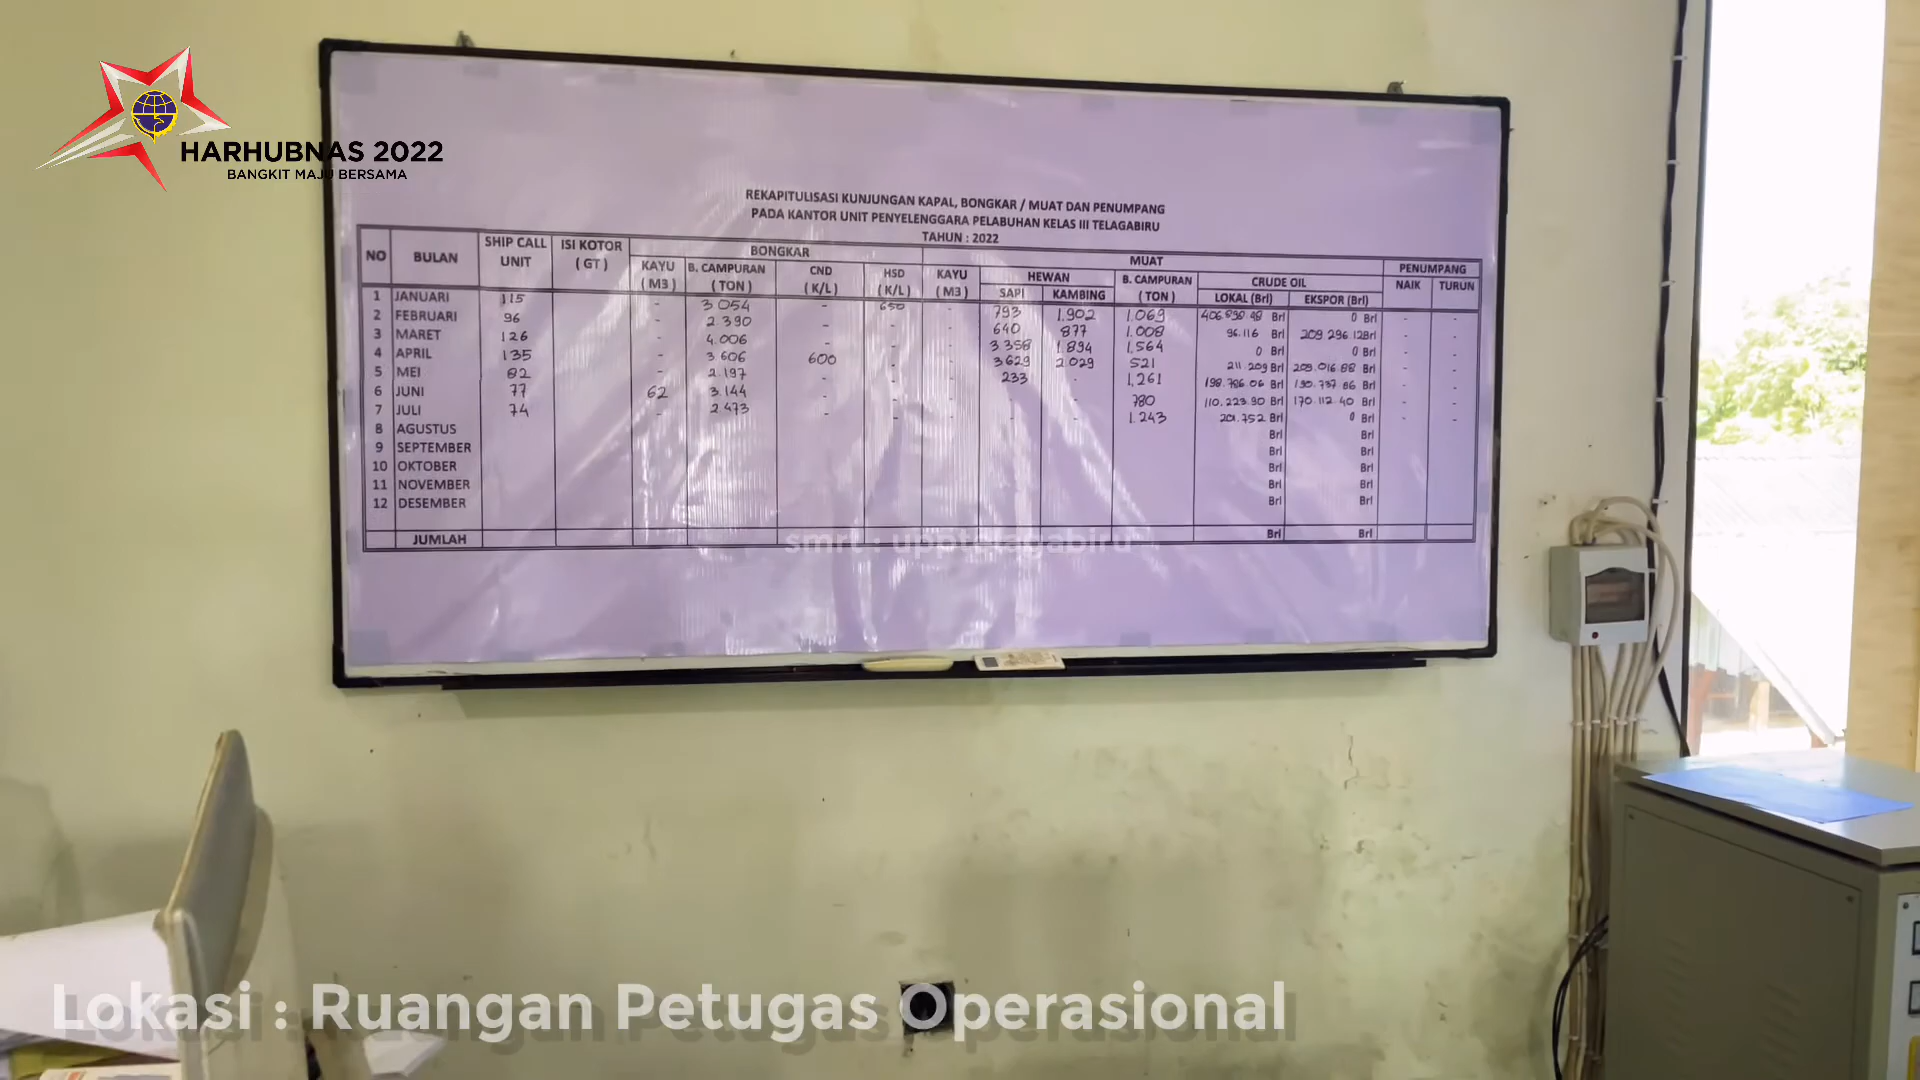 HARHUBNAS 2022
BANGKIT MAJU BERSAMA
REKAPITULISASI KUNJUNGAN KAPAL, BONGKAR / MUAT DAN PENUMPANG
PADA KANTOR UNIT PENYELENGGARA PELABUHAN KELAS III TELAGABIRU
TAHUN : 2022
NO BULAN SHIP CALL UNIT ISI KOTOR ( GT ) BONGKAR MUAT PENUMPANG
KAYU ( M3 ) B. CAMPURAN ( TON ) CND ( K/L ) HSD ( K/L ) KAYU ( M3 ) HEWAN B. CAMPURAN ( TON ) CRUDE OIL NAIK TURUN
SAPI KAMBING LOKAL (Brl) EKSPOR (Brl)
1 JANUARI 115 - 3 054 - 650 - 793 1.902 1.069 Brl 0 Brl - -
2 FEBRUARI 96 - 2.390 - - - 640 877 1.008 96.116 Brl 209 296.12 Brl - -
3 MARET 126 - 4.006 - - - 3 358 1.894 1.564 0 Brl 0 Brl - -
4 APRIL 135 - 3.606 600 - - 3.629 2.029 521 211.209 Brl 205.016 88 Brl - -
5 MEI 82 - 2.197 - - - 233 - 1.261 198.786 06 Brl 190.737 86 Brl - -
6 JUNI 77 62 3.144 - - - - - 780 110.223.90 Brl 170.112.40 Brl - -
7 JULI 74 - 2.473 - - - - - 1.243 201.752 Brl 0 Brl - -
8 AGUSTUS Brl Brl
9 SEPTEMBER Brl Brl
10 OKTOBER Brl Brl
11 NOVEMBER Brl Brl
12 DESEMBER Brl Brl
JUMLAH Brl Brl
smrt : upptelagabiru
Lokasi : Ruangan Petugas Operasional